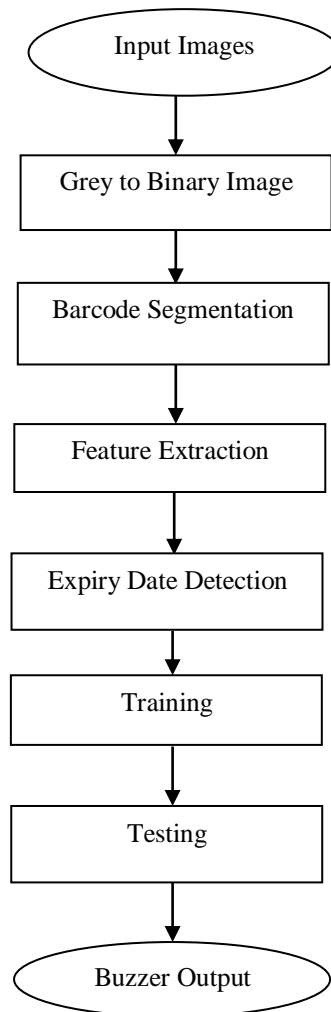 Input Images
Grey to Binary Image
Barcode Segmentation
Feature Extraction
Expiry Date Detection
Training
Testing
Buzzer Output